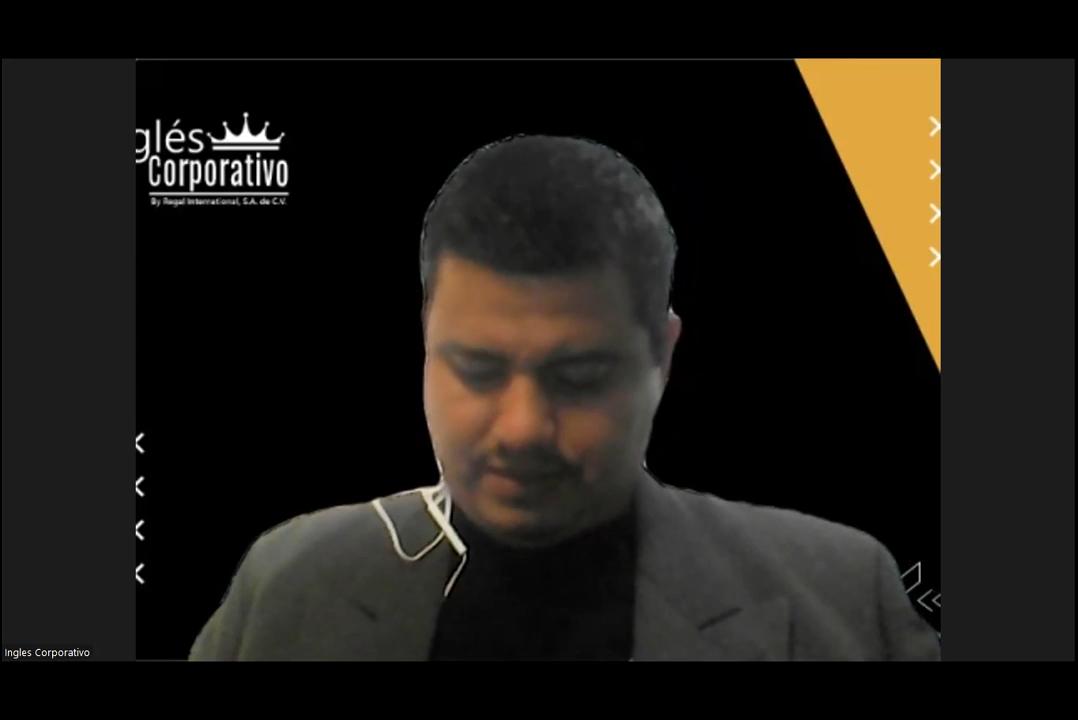 glés
Corporativo
By Regal International, S.A. de C.V.
Ingles Corporativo